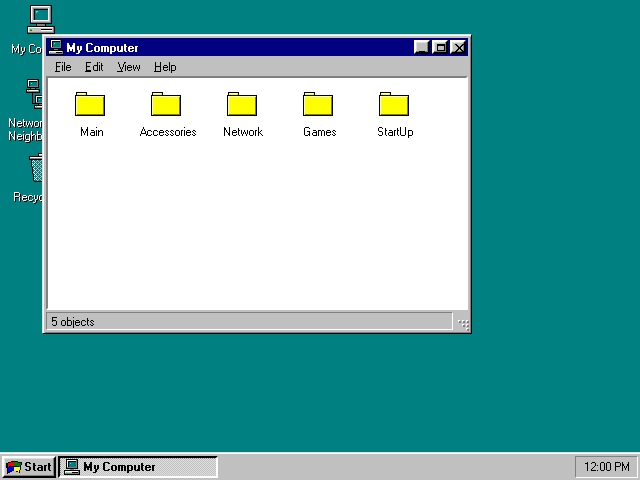 My Computer
File Edit View Help
Main Accessories Network Games StartUp
5 objects
Start My Computer 12:00 PM